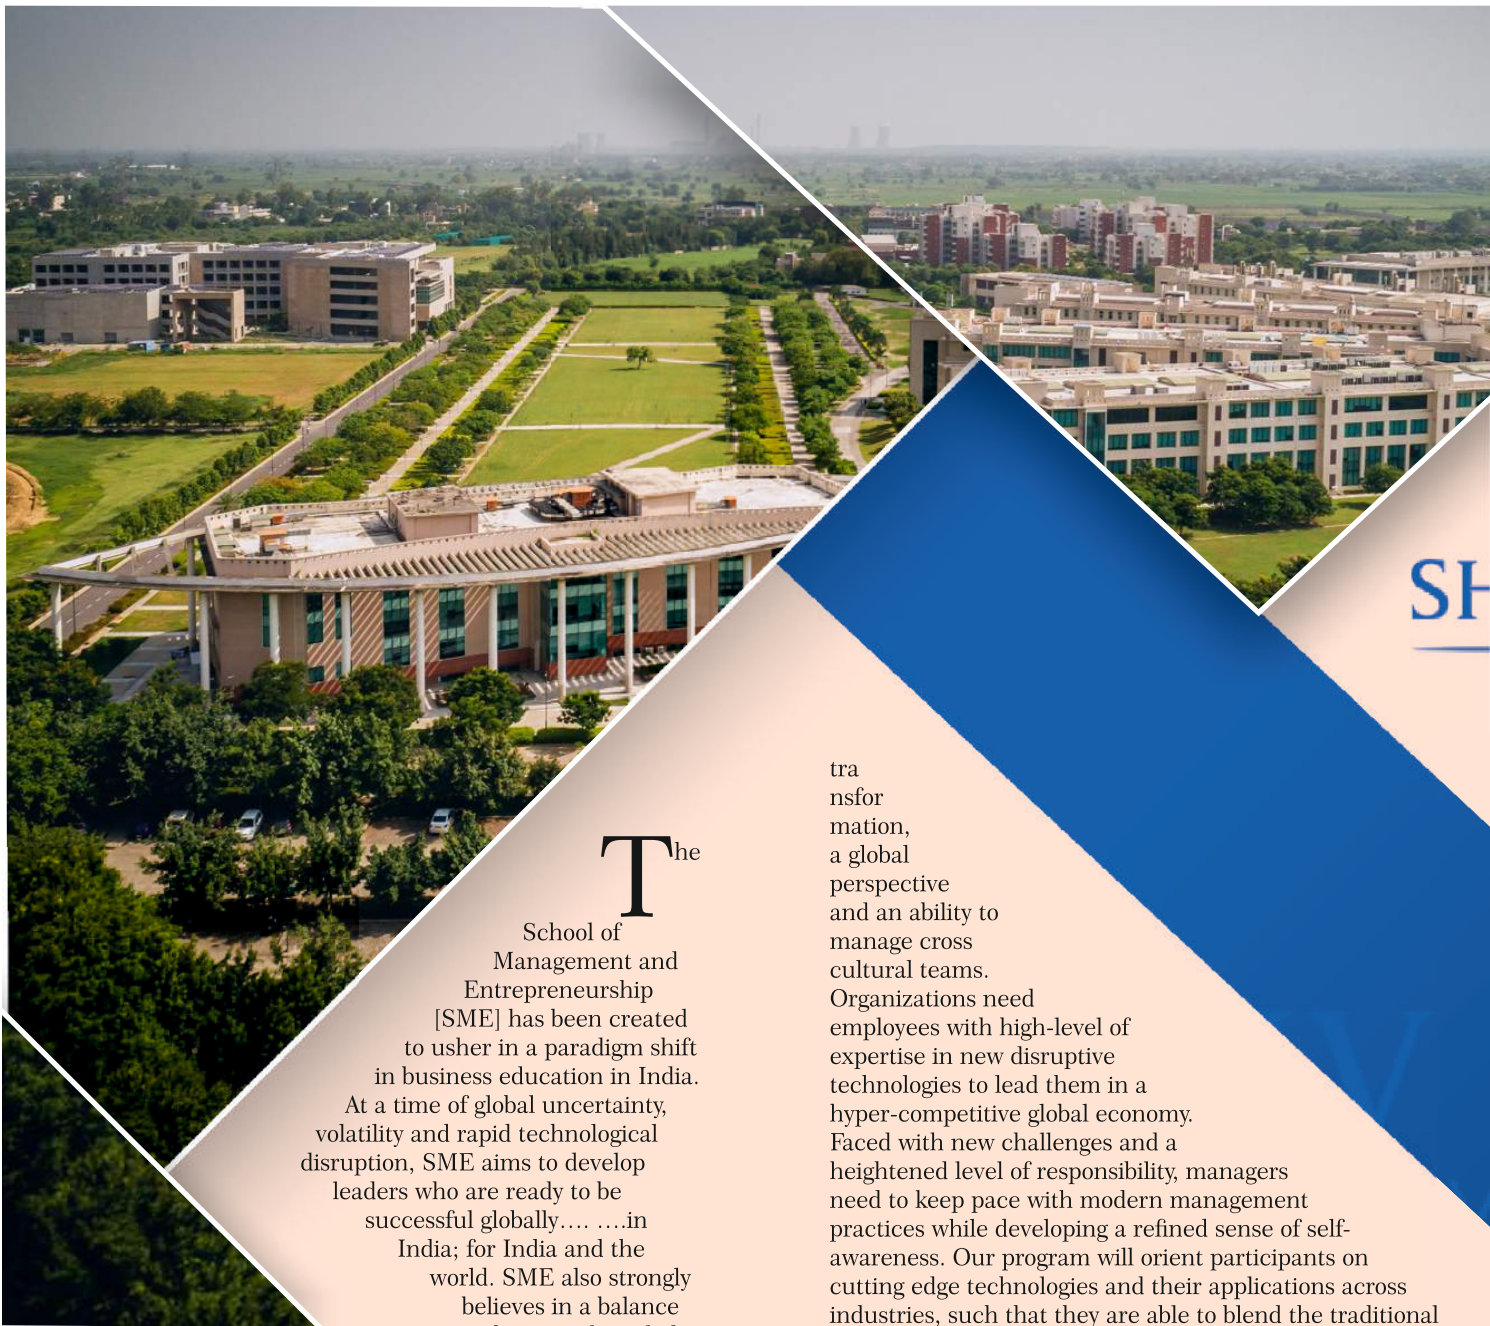 The
School of
Management and
Entrepreneurship
[SME] has been created
to usher in a paradigm shift
in business education in India.
At a time of global uncertainty,
volatility and rapid technological
disruption, SME aims to develop
leaders who are ready to be
successful globally…. ….in
India; for India and the
world. SME also strongly
believes in a balance
tra
nsfor
mation,
a global
perspective
and an ability to
manage cross
cultural teams.
Organizations need
employees with high-level of
expertise in new disruptive
technologies to lead them in a
hyper-competitive global economy.
Faced with new challenges and a
heightened level of responsibility, managers
need to keep pace with modern management
practices while developing a refined sense of self-
awareness. Our program will orient participants on
cutting edge technologies and their applications across
industries, such that they are able to blend the traditional
SH